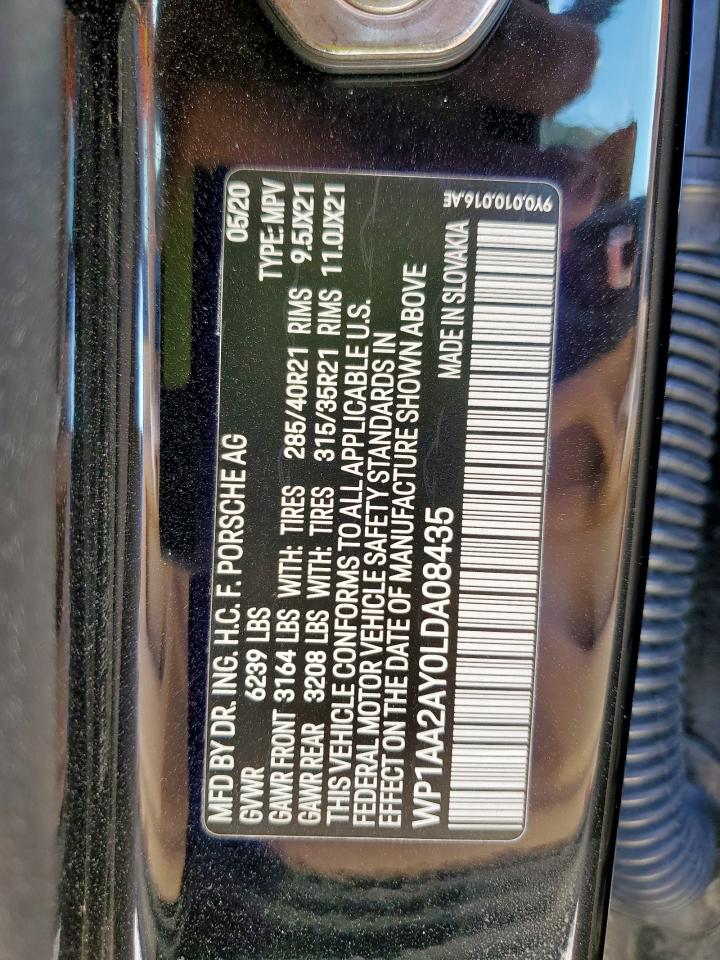 MFD BY DR. ING. H.C. F. PORSCHE AG 05/20
GVWR 6239 LBS TYPE: MPV
GAWR FRONT 3164 LBS WITH: TIRES 285/40R21 RIMS 9.5JX21
GAWR REAR 3208 LBS WITH: TIRES 315/35R21 RIMS 11.0JX21
THIS VEHICLE CONFORMS TO ALL APPLICABLE U.S.
FEDERAL MOTOR VEHICLE SAFETY STANDARDS IN
EFFECT ON THE DATE OF MANUFACTURE SHOWN ABOVE
WP1AA2AY0LDA08435
MADE IN SLOVAKIA
9Y0.010.016.AE